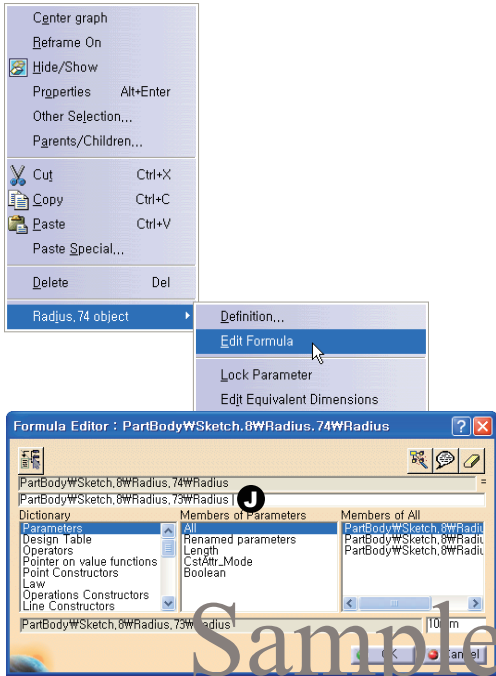 Center graph
Reframe On
Hide/Show
Properties Alt+Enter
Other Selection...
Parents/Children...
Cut Ctrl+X
Copy Ctrl+C
Paste Ctrl+V
Paste Special...
Delete Del
Radius.74 object
Definition...
Edit Formula
Lock Parameter
Edit Equivalent Dimensions
Formula Editor : PartBody₩Sketch.8₩Radius.74₩Radius
PartBody₩Sketch.8₩Radius.74₩Radius =
PartBody₩Sketch.8₩Radius.73₩Radius J
Dictionary Members of Parameters Members of All
Parameters All PartBody₩Sketch.8₩Radiu
Design Table Renamed parameters PartBody₩Sketch.8₩Radiu
Operators Length PartBody₩Sketch.8₩Radiu
Pointer on value functions CstAttr_Mode
Point Constructors Boolean
Law
Operations Constructors
Line Constructors
PartBody₩Sketch.8₩Radius.73₩Radius 10mm
OK Cancel
Sample